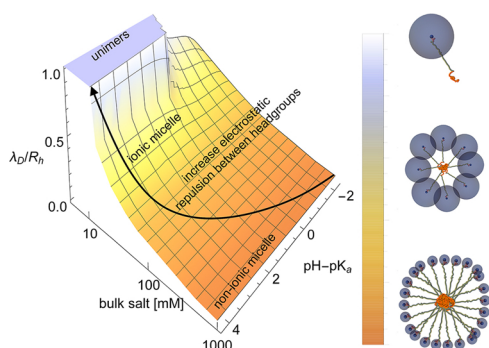 unimers
1.0
ionic micelle
increase electrostatic
repulsion between headgroups
λD/Rh
0.5
0.0
−2
0
10
pH−pKa
2
non-ionic micelle
100
bulk salt [mM]
4
1000